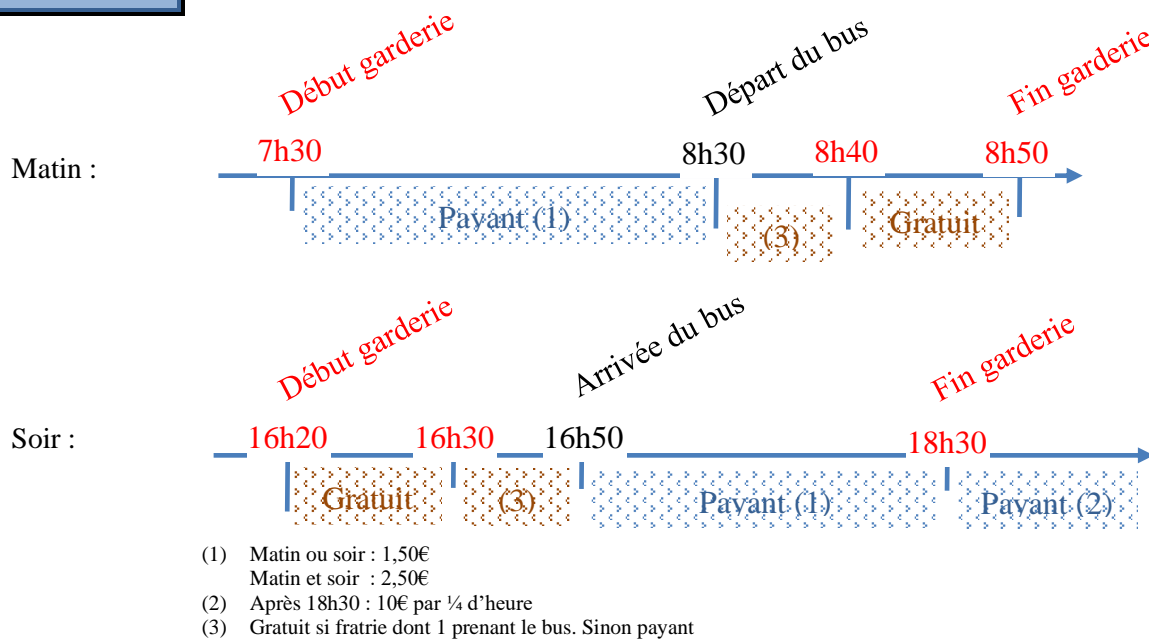 Début garderie
Départ du bus
Fin garderie
Matin :
7h30
8h30
8h40
8h50
Payant (1)
(3)
Gratuit
Début garderie
Arrivée du bus
Fin garderie
Soir :
16h20
16h30
16h50
18h30
Gratuit
(3)
Payant (1)
Payant (2)
(1) Matin ou soir : 1,50€
Matin et soir : 2,50€
(2) Après 18h30 : 10€ par ¼ d’heure
(3) Gratuit si fratrie dont 1 prenant le bus. Sinon payant